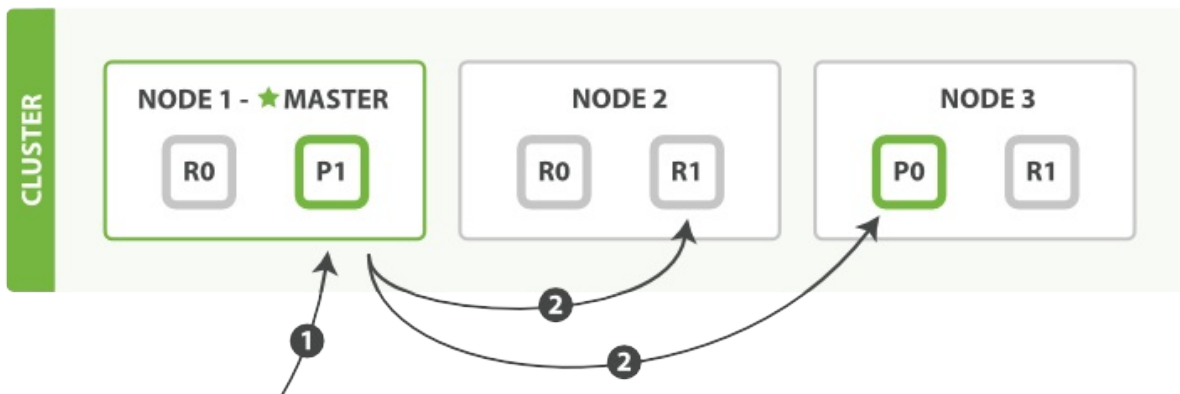 CLUSTER
NODE 1 - ★ MASTER
R0 P1
NODE 2
R0 R1
NODE 3
P0 R1
1
2
2